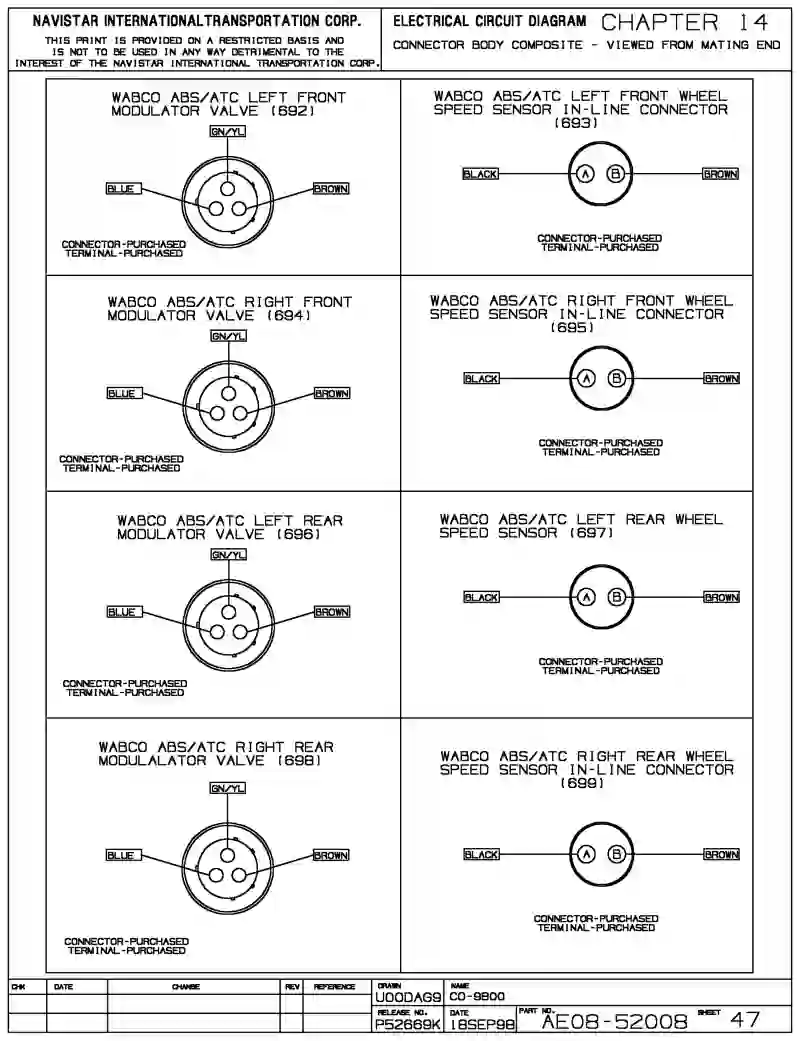 NAVISTAR INTERNATIONALTRANSPORTATION CORP.
THIS PRINT IS PROVIDED ON A RESTRICTED BASIS AND
IS NOT TO BE USED IN ANY WAY DETRIMENTAL TO THE
INTEREST OF THE NAVISTAR INTERNATIONAL TRANSPORTATION CORP.
ELECTRICAL CIRCUIT DIAGRAM CHAPTER 14
CONNECTOR BODY COMPOSITE - VIEWED FROM MATING END
WABCO ABS/ATC LEFT FRONT
MODULATOR VALVE (692)
GN/YL
BLUE
BROWN
CONNECTOR-PURCHASED
TERMINAL-PURCHASED
WABCO ABS/ATC LEFT FRONT WHEEL
SPEED SENSOR IN-LINE CONNECTOR
(693)
BLACK A B BROWN
CONNECTOR-PURCHASED
TERMINAL-PURCHASED
WABCO ABS/ATC RIGHT FRONT
MODULATOR VALVE (694)
GN/YL
BLUE
BROWN
CONNECTOR-PURCHASED
TERMINAL-PURCHASED
WABCO ABS/ATC RIGHT FRONT WHEEL
SPEED SENSOR IN-LINE CONNECTOR
(695)
BLACK A B BROWN
CONNECTOR-PURCHASED
TERMINAL-PURCHASED
WABCO ABS/ATC LEFT REAR
MODULATOR VALVE (696)
GN/YL
BLUE
BROWN
CONNECTOR-PURCHASED
TERMINAL-PURCHASED
WABCO ABS/ATC LEFT REAR WHEEL
SPEED SENSOR (697)
BLACK A B BROWN
CONNECTOR-PURCHASED
TERMINAL-PURCHASED
WABCO ABS/ATC RIGHT REAR
MODULALATOR VALVE (698)
GN/YL
BLUE
BROWN
CONNECTOR-PURCHASED
TERMINAL-PURCHASED
WABCO ABS/ATC RIGHT REAR WHEEL
SPEED SENSOR IN-LINE CONNECTOR
(699)
BLACK A B BROWN
CONNECTOR-PURCHASED
TERMINAL-PURCHASED
CHK DATE CHANGE REV REFERENCE
DRAWN
U00DAG9
NAME
CO-9800
RELEASE NO.
P52669K
DATE
18SEP98
PART NO.
AE08-52008
SHEET 47